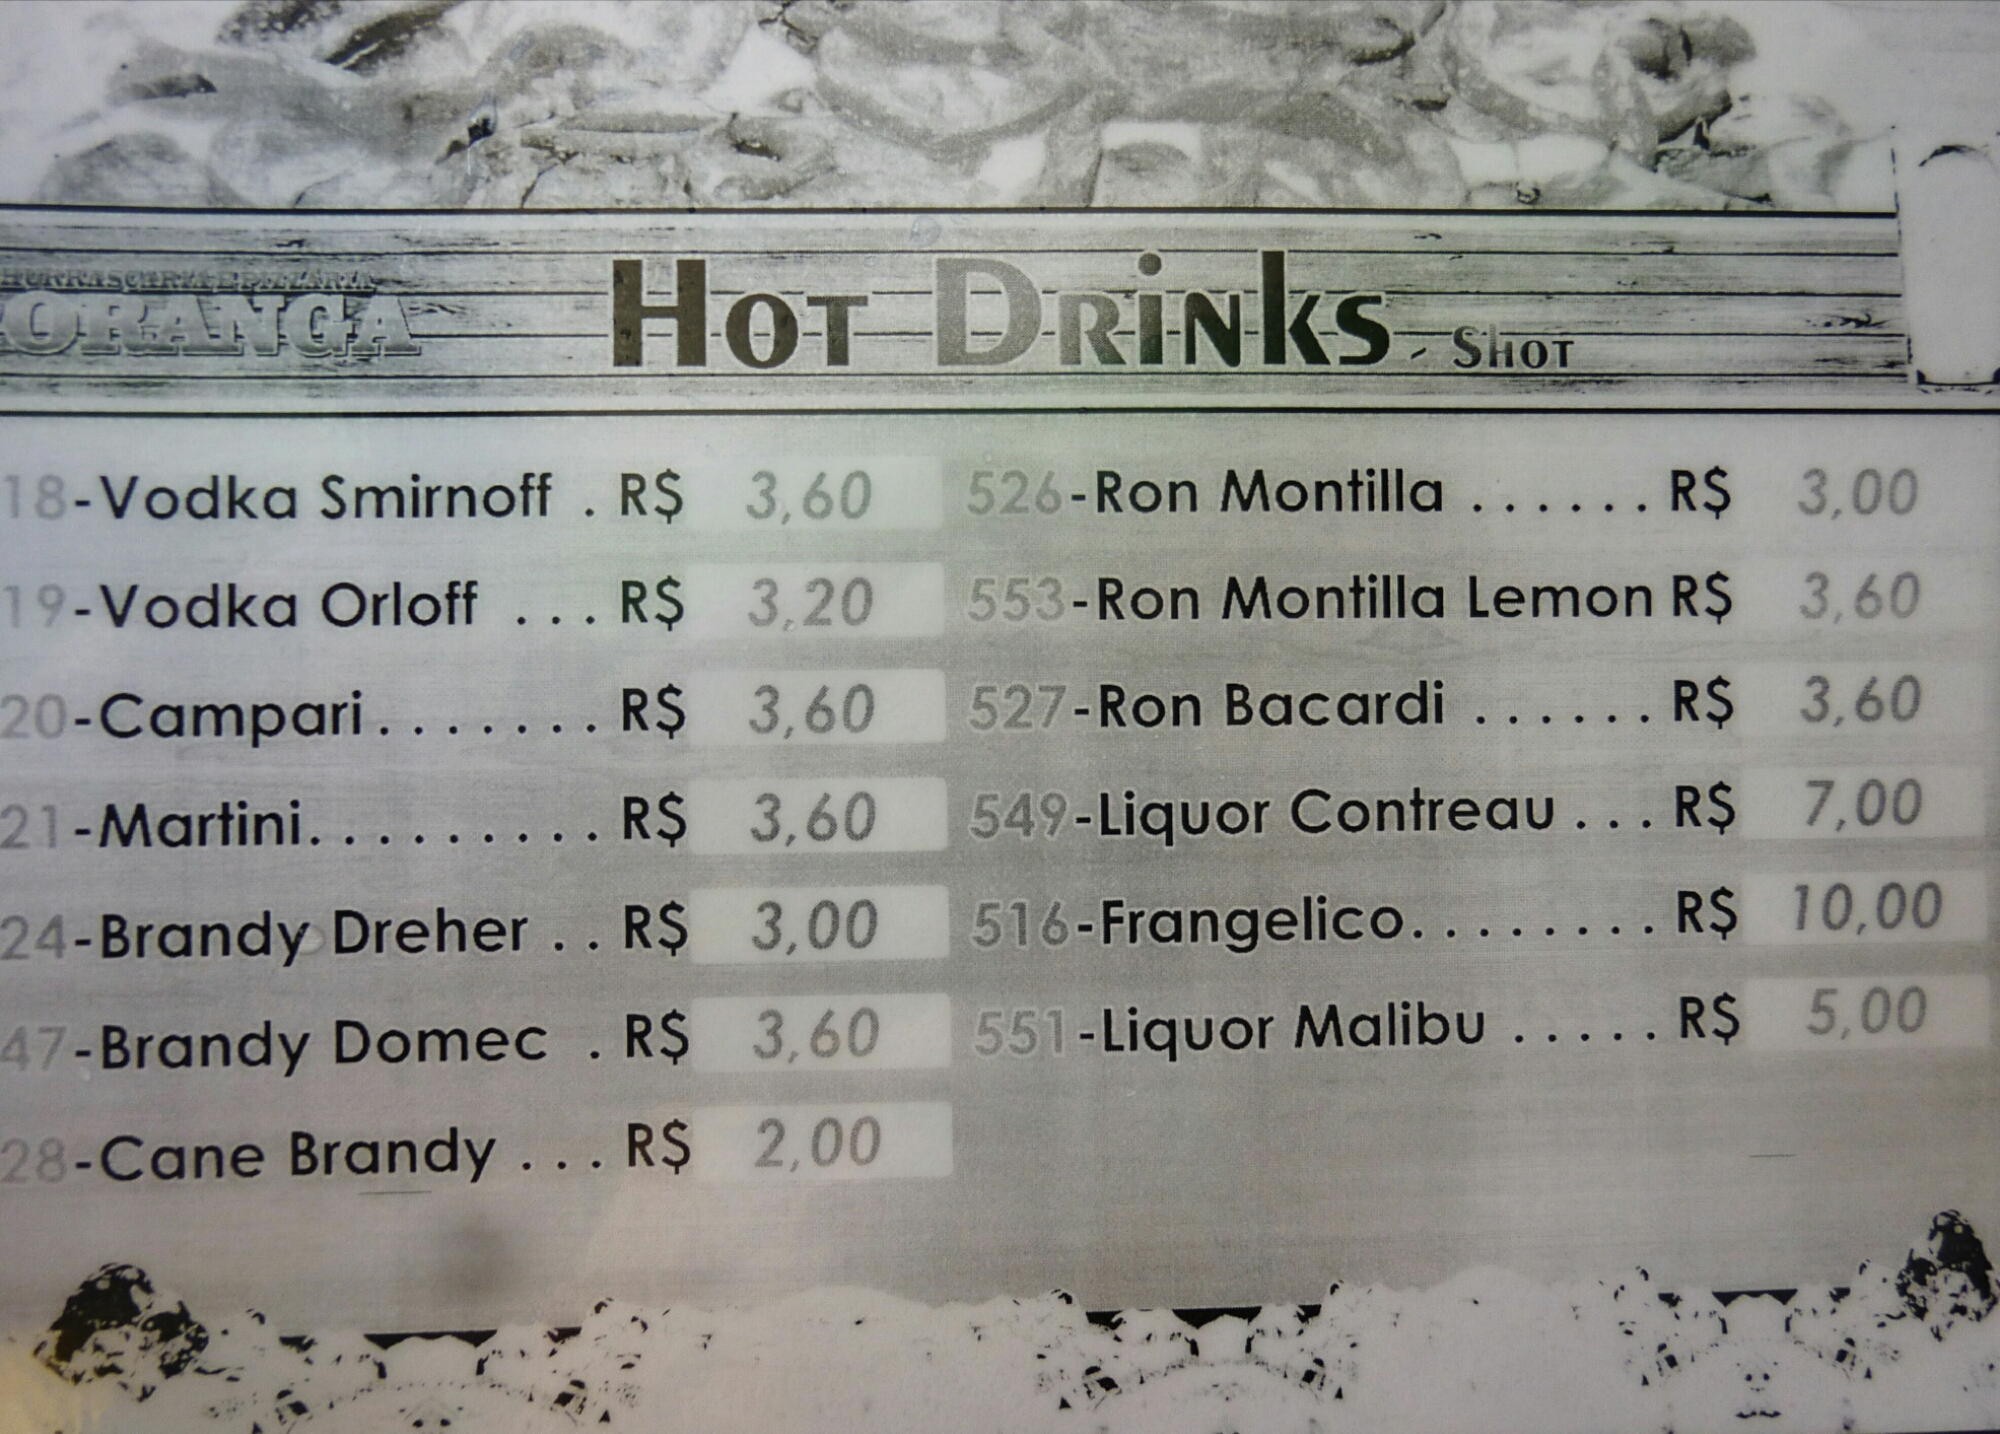 HURRASCARIA E PIZZARIA
ORANGA
Hot Drinks - Shot
18-Vodka Smirnoff . R$ 3,60
19-Vodka Orloff ... R$ 3,20
20-Campari....... R$ 3,60
21-Martini......... R$ 3,60
24-Brandy Dreher .. R$ 3,00
47-Brandy Domec . R$ 3,60
28-Cane Brandy ... R$ 2,00
526-Ron Montilla ...... R$ 3,00
553-Ron Montilla Lemon R$ 3,60
527-Ron Bacardi ...... R$ 3,60
549-Liquor Contreau ... R$ 7,00
516-Frangelico........ R$ 10,00
551-Liquor Malibu ..... R$ 5,00